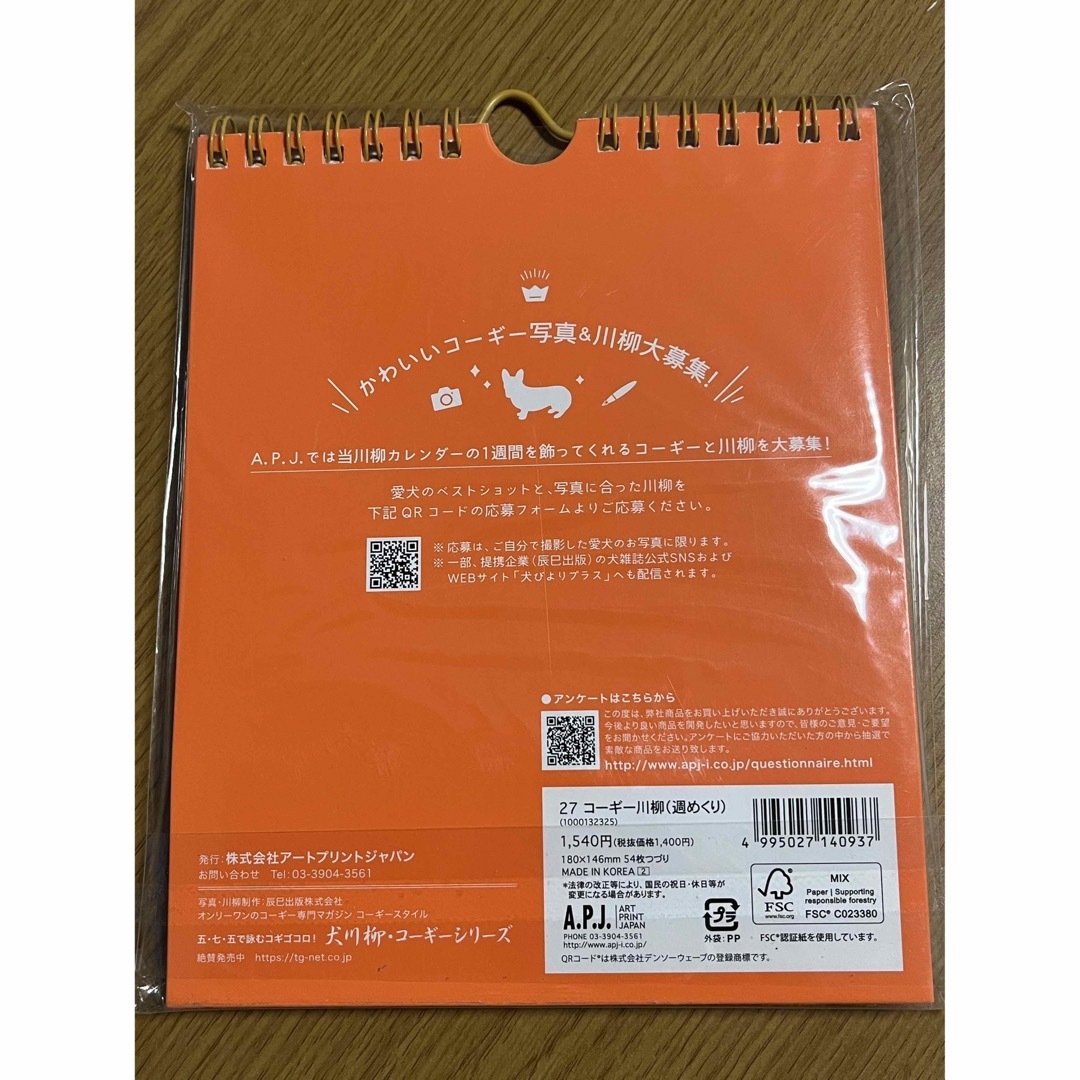 かわいいコーギー写真&川柳大募集!
A.P.J.では当川柳カレンダーの1週間を飾ってくれるコーギーと川柳を大募集!
愛犬のベストショットと、写真に合った川柳を
下記QRコードの応募フォームよりご応募ください。
※応募は、ご自分で撮影した愛犬のお写真に限ります。
※一部、提携企業(辰巳出版)の犬雑誌公式SNSおよび
WEBサイト「犬びよりプラス」へも配信されます。
●アンケートはこちらから
この度は、弊社商品をお買い上げいただき誠にありがとうございます。
今後より良い商品を開発したいと思いますので、皆様のご意見・ご要望
をお聞かせください。アンケートにご協力いただいた方の中から抽選で
素敵な商品をお送り致します。
http://www.apj-i.co.jp/questionnaire.html
27 コーギー川柳(週めくり)
(1000132325)
1,540円(税抜価格1,400円)
180×146mm 54枚つづり
MADE IN KOREA 2
*法律の改正等により、国民の祝日・休日等が
変更になる場合があります。
A.P.J. ART PRINT JAPAN
PHONE 03-3904-3561
http://www.apj-i.co.jp/
QRコード®は株式会社デンソーウェーブの登録商標です。
4 995027 140937
プラ
外袋:PP
FSC
www.fsc.org
MIX
Paper | Supporting
responsible forestry
FSC® C023380
FSC®認証紙を使用しています。
発行:株式会社アートプリントジャパン
お問い合わせ Tel:03-3904-3561
写真・川柳制作:辰巳出版株式会社
オンリーワンのコーギー専門マガジン コーギースタイル
五・七・五で詠むコギゴコロ! 犬川柳・コーギーシリーズ
絶賛発売中 https://tg-net.co.jp